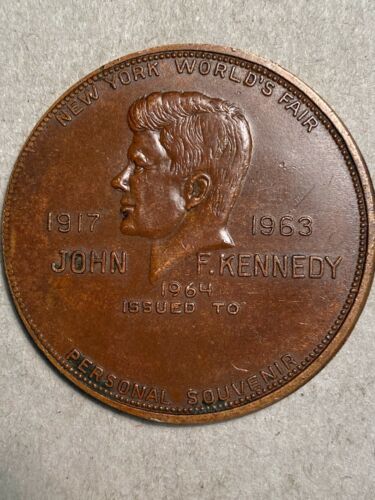 NEW YORK WORLD'S FAIR
1917 1963
JOHN F. KENNEDY
1964
ISSUED TO
PERSONAL SOUVENIR